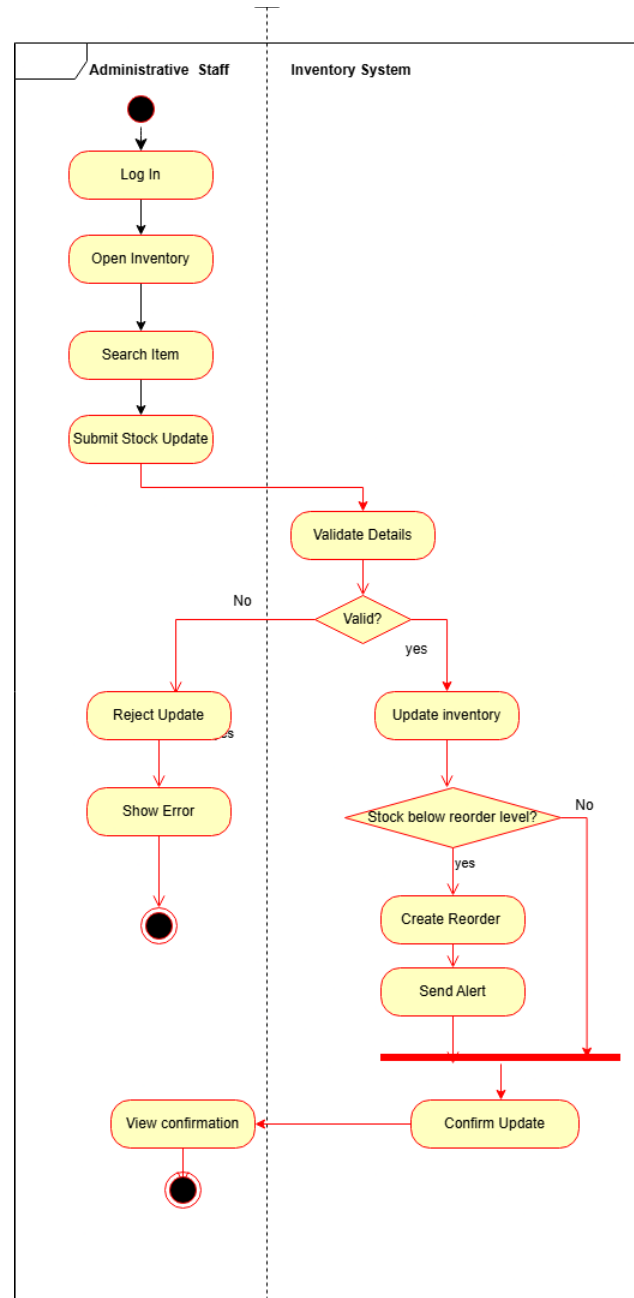 Administrative Staff
Inventory System
Log In
Open Inventory
Search Item
Submit Stock Update
Validate Details
No
Valid?
yes
Reject Update
Update inventory
Show Error
Stock below reorder level?
No
yes
Create Reorder
Send Alert
View confirmation
Confirm Update